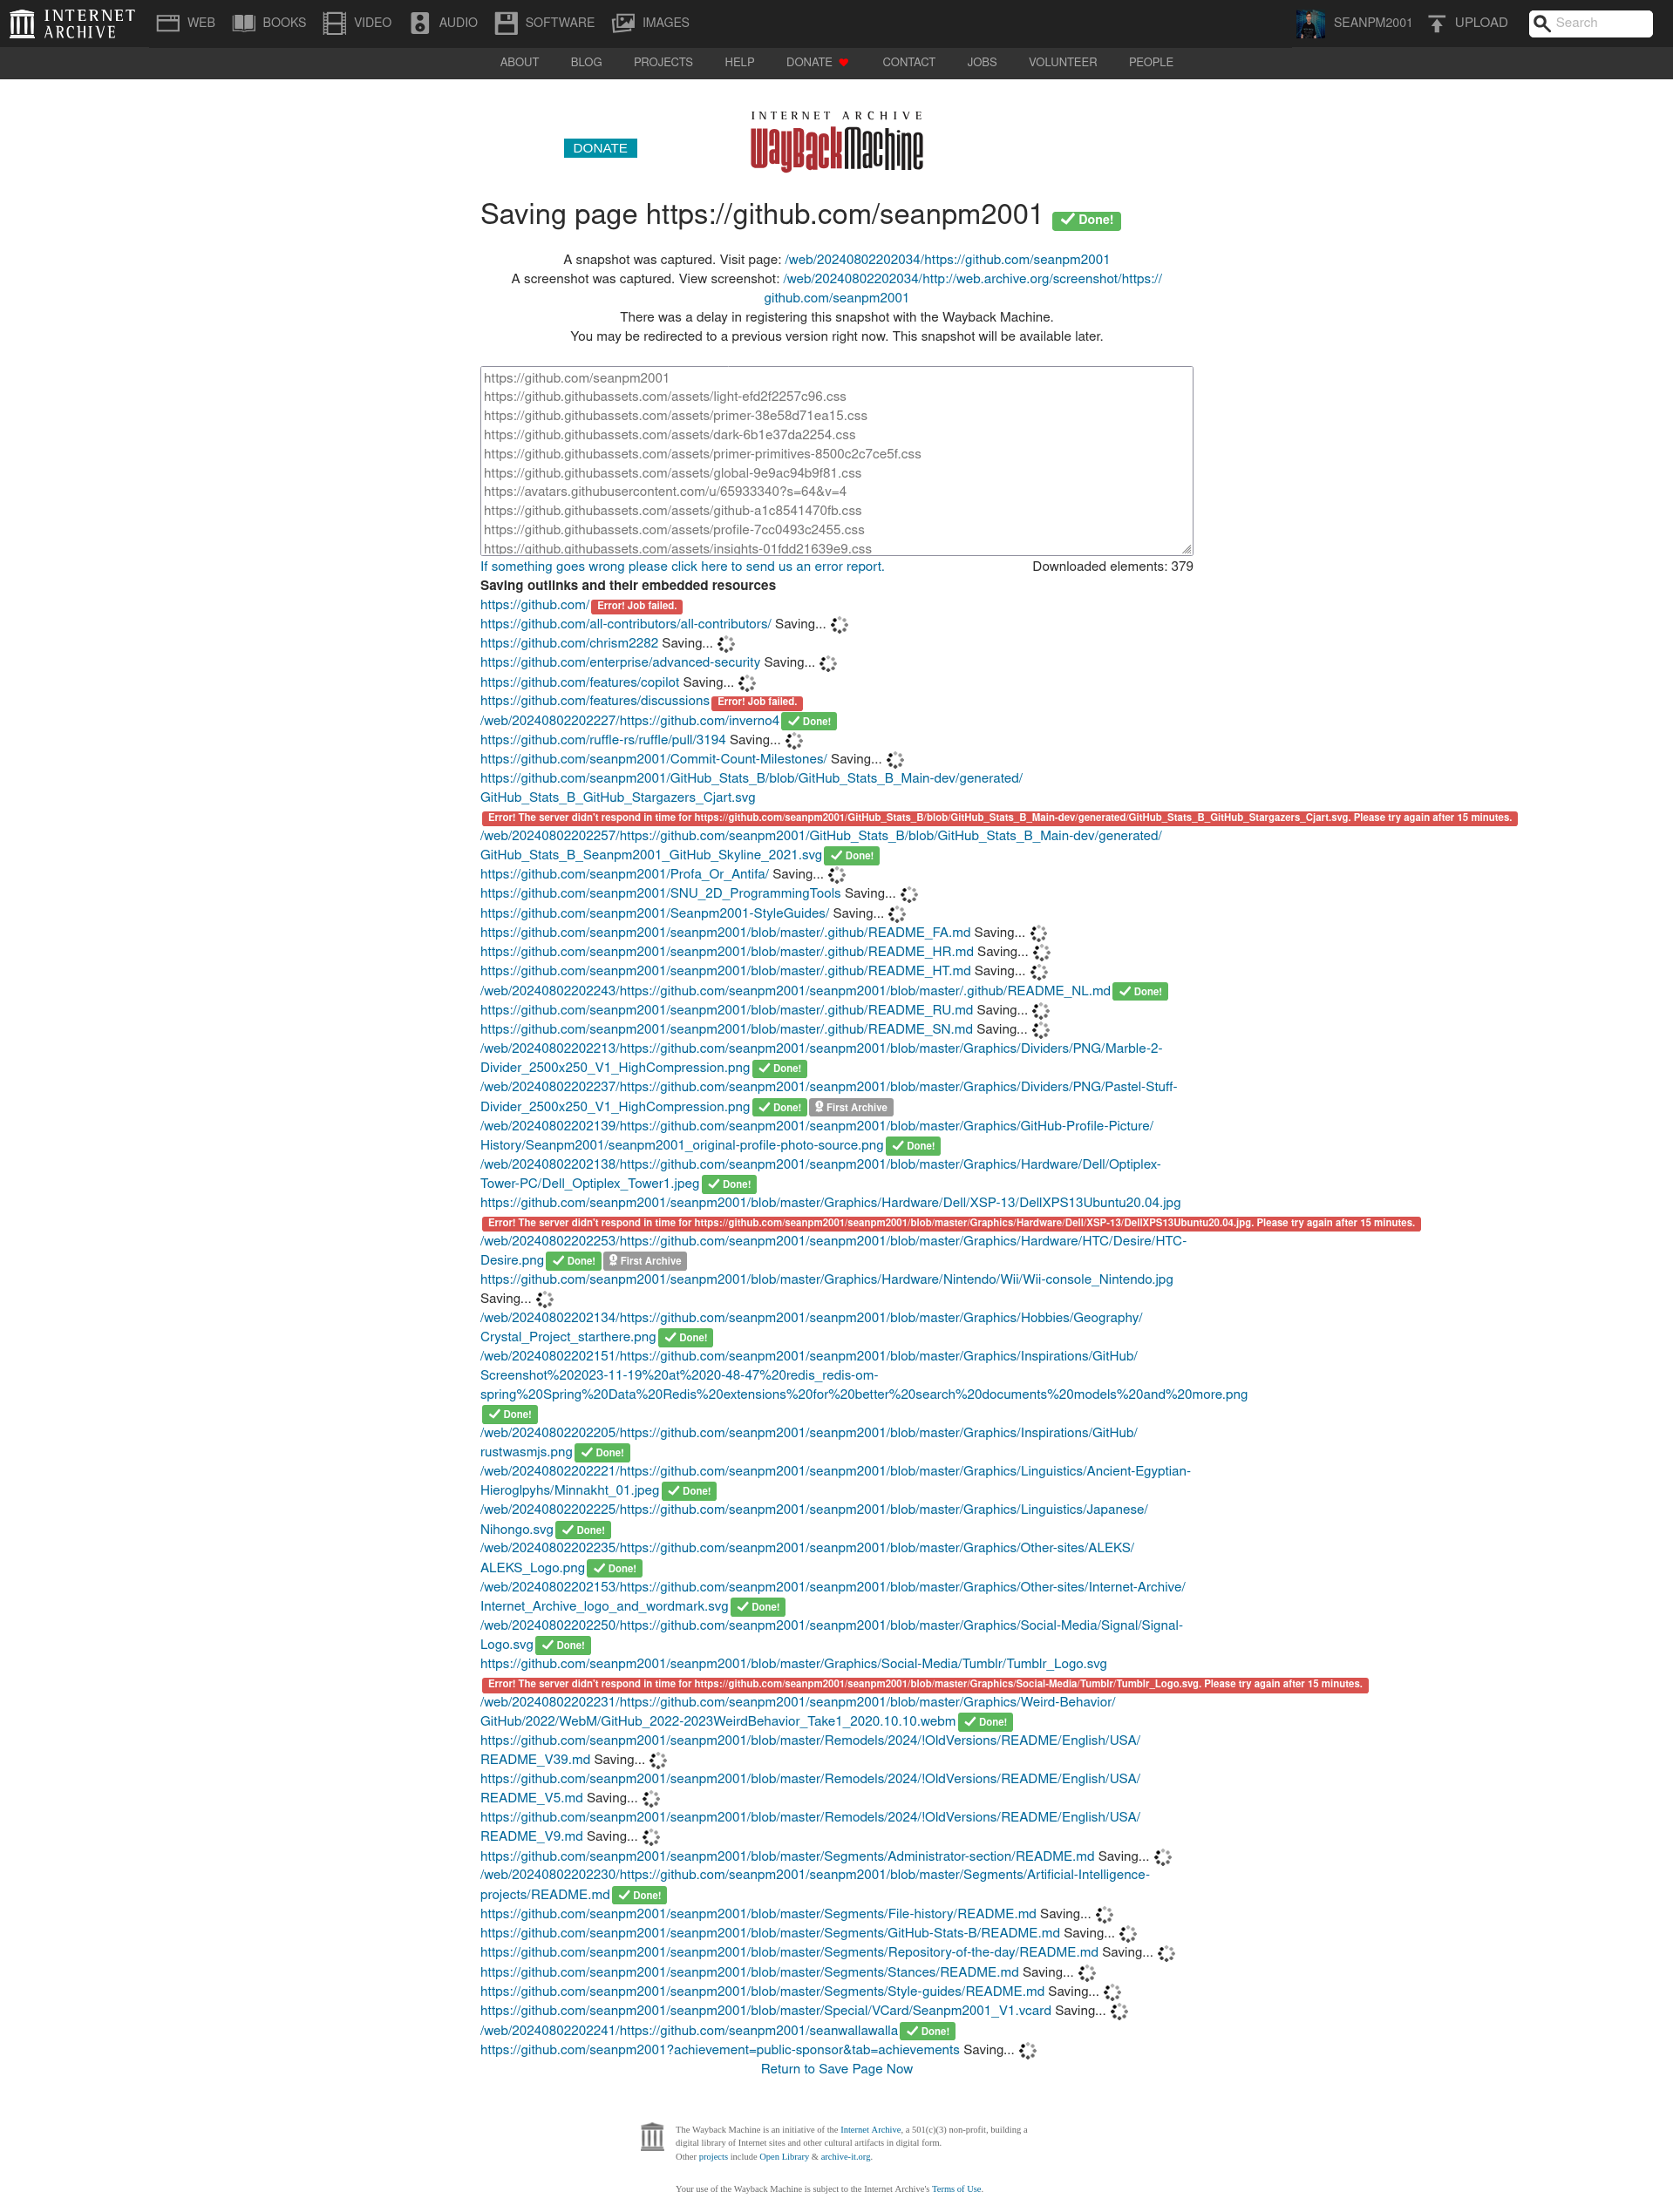 INTERNET ARCHIVE
WEB BOOKS VIDEO AUDIO SOFTWARE IMAGES SEANPM2001 UPLOAD Search
ABOUT BLOG PROJECTS HELP DONATE CONTACT JOBS VOLUNTEER PEOPLE
DONATE
INTERNET ARCHIVE
WayBackMachine
Saving page https://github.com/seanpm2001 Done!
A snapshot was captured. Visit page: /web/20240802202034/https://github.com/seanpm2001
A screenshot was captured. View screenshot: /web/20240802202034/http://web.archive.org/screenshot/https://
github.com/seanpm2001
There was a delay in registering this snapshot with the Wayback Machine.
You may be redirected to a previous version right now. This snapshot will be available later.
https://github.com/seanpm2001
https://github.githubassets.com/assets/light-efd2f2257c96.css
https://github.githubassets.com/assets/primer-38e58d71ea15.css
https://github.githubassets.com/assets/dark-6b1e37da2254.css
https://github.githubassets.com/assets/primer-primitives-8500c2c7ce5f.css
https://github.githubassets.com/assets/global-9e9ac94b9f81.css
https://avatars.githubusercontent.com/u/65933340?s=64&v=4
https://github.githubassets.com/assets/github-a1c8541470fb.css
https://github.githubassets.com/assets/profile-7cc0493c2455.css
https://github.githubassets.com/assets/insights-01fdd21639e9.css
If something goes wrong please click here to send us an error report. Downloaded elements: 379
Saving outlinks and their embedded resources
https://github.com/ Error! Job failed.
https://github.com/all-contributors/all-contributors/ Saving...
https://github.com/chrism2282 Saving...
https://github.com/enterprise/advanced-security Saving...
https://github.com/features/copilot Saving...
https://github.com/features/discussions Error! Job failed.
/web/20240802202227/https://github.com/inverno4 Done!
https://github.com/ruffle-rs/ruffle/pull/3194 Saving...
https://github.com/seanpm2001/Commit-Count-Milestones/ Saving...
https://github.com/seanpm2001/GitHub_Stats_B/blob/GitHub_Stats_B_Main-dev/generated/
GitHub_Stats_B_GitHub_Stargazers_Cjart.svg
Error! The server didn't respond in time for https://github.com/seanpm2001/GitHub_Stats_B/blob/GitHub_Stats_B_Main-dev/generated/GitHub_Stats_B_GitHub_Stargazers_Cjart.svg. Please try again after 15 minutes.
/web/20240802202257/https://github.com/seanpm2001/GitHub_Stats_B/blob/GitHub_Stats_B_Main-dev/generated/
GitHub_Stats_B_Seanpm2001_GitHub_Skyline_2021.svg Done!
https://github.com/seanpm2001/Profa_Or_Antifa/ Saving...
https://github.com/seanpm2001/SNU_2D_ProgrammingTools Saving...
https://github.com/seanpm2001/Seanpm2001-StyleGuides/ Saving...
https://github.com/seanpm2001/seanpm2001/blob/master/.github/README_FA.md Saving...
https://github.com/seanpm2001/seanpm2001/blob/master/.github/README_HR.md Saving...
https://github.com/seanpm2001/seanpm2001/blob/master/.github/README_HT.md Saving...
/web/20240802202243/https://github.com/seanpm2001/seanpm2001/blob/master/.github/README_NL.md Done!
https://github.com/seanpm2001/seanpm2001/blob/master/.github/README_RU.md Saving...
https://github.com/seanpm2001/seanpm2001/blob/master/.github/README_SN.md Saving...
/web/20240802202213/https://github.com/seanpm2001/seanpm2001/blob/master/Graphics/Dividers/PNG/Marble-2-
Divider_2500x250_V1_HighCompression.png Done!
/web/20240802202237/https://github.com/seanpm2001/seanpm2001/blob/master/Graphics/Dividers/PNG/Pastel-Stuff-
Divider_2500x250_V1_HighCompression.png Done! First Archive
/web/20240802202139/https://github.com/seanpm2001/seanpm2001/blob/master/Graphics/GitHub-Profile-Picture/
History/Seanpm2001/seanpm2001_original-profile-photo-source.png Done!
/web/20240802202138/https://github.com/seanpm2001/seanpm2001/blob/master/Graphics/Hardware/Dell/Optiplex-
Tower-PC/Dell_Optiplex_Tower1.jpeg Done!
https://github.com/seanpm2001/seanpm2001/blob/master/Graphics/Hardware/Dell/XSP-13/DellXPS13Ubuntu20.04.jpg
Error! The server didn't respond in time for https://github.com/seanpm2001/seanpm2001/blob/master/Graphics/Hardware/Dell/XSP-13/DellXPS13Ubuntu20.04.jpg. Please try again after 15 minutes.
/web/20240802202253/https://github.com/seanpm2001/seanpm2001/blob/master/Graphics/Hardware/HTC/Desire/HTC-
Desire.png Done! First Archive
https://github.com/seanpm2001/seanpm2001/blob/master/Graphics/Hardware/Nintendo/Wii/Wii-console_Nintendo.jpg
Saving...
/web/20240802202134/https://github.com/seanpm2001/seanpm2001/blob/master/Graphics/Hobbies/Geography/
Crystal_Project_starthere.png Done!
/web/20240802202151/https://github.com/seanpm2001/seanpm2001/blob/master/Graphics/Inspirations/GitHub/
Screenshot%202023-11-19%20at%2020-48-47%20redis_redis-om-
spring%20Spring%20Data%20Redis%20extensions%20for%20better%20search%20documents%20models%20and%20more.png
Done!
/web/20240802202205/https://github.com/seanpm2001/seanpm2001/blob/master/Graphics/Inspirations/GitHub/
rustwasmjs.png Done!
/web/20240802202221/https://github.com/seanpm2001/seanpm2001/blob/master/Graphics/Linguistics/Ancient-Egyptian-
Hieroglpyhs/Minnakht_01.jpeg Done!
/web/20240802202225/https://github.com/seanpm2001/seanpm2001/blob/master/Graphics/Linguistics/Japanese/
Nihongo.svg Done!
/web/20240802202235/https://github.com/seanpm2001/seanpm2001/blob/master/Graphics/Other-sites/ALEKS/
ALEKS_Logo.png Done!
/web/20240802202153/https://github.com/seanpm2001/seanpm2001/blob/master/Graphics/Other-sites/Internet-Archive/
Internet_Archive_logo_and_wordmark.svg Done!
/web/20240802202250/https://github.com/seanpm2001/seanpm2001/blob/master/Graphics/Social-Media/Signal/Signal-
Logo.svg Done!
https://github.com/seanpm2001/seanpm2001/blob/master/Graphics/Social-Media/Tumblr/Tumblr_Logo.svg
Error! The server didn't respond in time for https://github.com/seanpm2001/seanpm2001/blob/master/Graphics/Social-Media/Tumblr/Tumblr_Logo.svg. Please try again after 15 minutes.
/web/20240802202231/https://github.com/seanpm2001/seanpm2001/blob/master/Graphics/Weird-Behavior/
GitHub/2022/WebM/GitHub_2022-2023WeirdBehavior_Take1_2020.10.10.webm Done!
https://github.com/seanpm2001/seanpm2001/blob/master/Remodels/2024/!OldVersions/README/English/USA/
README_V39.md Saving...
https://github.com/seanpm2001/seanpm2001/blob/master/Remodels/2024/!OldVersions/README/English/USA/
README_V5.md Saving...
https://github.com/seanpm2001/seanpm2001/blob/master/Remodels/2024/!OldVersions/README/English/USA/
README_V9.md Saving...
https://github.com/seanpm2001/seanpm2001/blob/master/Segments/Administrator-section/README.md Saving...
/web/20240802202230/https://github.com/seanpm2001/seanpm2001/blob/master/Segments/Artificial-Intelligence-
projects/README.md Done!
https://github.com/seanpm2001/seanpm2001/blob/master/Segments/File-history/README.md Saving...
https://github.com/seanpm2001/seanpm2001/blob/master/Segments/GitHub-Stats-B/README.md Saving...
https://github.com/seanpm2001/seanpm2001/blob/master/Segments/Repository-of-the-day/README.md Saving...
https://github.com/seanpm2001/seanpm2001/blob/master/Segments/Stances/README.md Saving...
https://github.com/seanpm2001/seanpm2001/blob/master/Segments/Style-guides/README.md Saving...
https://github.com/seanpm2001/seanpm2001/blob/master/Special/VCard/Seanpm2001_V1.vcard Saving...
/web/20240802202241/https://github.com/seanpm2001/seanwallawalla Done!
https://github.com/seanpm2001?achievement=public-sponsor&tab=achievements Saving...
Return to Save Page Now
The Wayback Machine is an initiative of the Internet Archive, a 501(c)(3) non-profit, building a
digital library of Internet sites and other cultural artifacts in digital form.
Other projects include Open Library & archive-it.org.
Your use of the Wayback Machine is subject to the Internet Archive's Terms of Use.